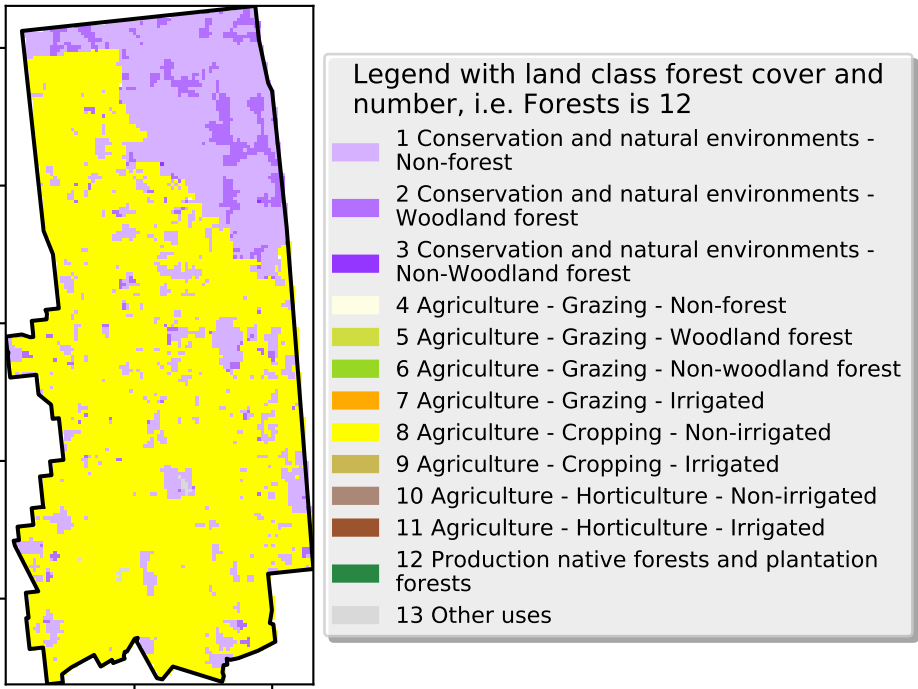 Legend with land class forest cover and
number, i.e. Forests is 12
1 Conservation and natural environments -
Non-forest
2 Conservation and natural environments -
Woodland forest
3 Conservation and natural environments -
Non-Woodland forest
4 Agriculture - Grazing - Non-forest
5 Agriculture - Grazing - Woodland forest
6 Agriculture - Grazing - Non-woodland forest
7 Agriculture - Grazing - Irrigated
8 Agriculture - Cropping - Non-irrigated
9 Agriculture - Cropping - Irrigated
10 Agriculture - Horticulture - Non-irrigated
11 Agriculture - Horticulture - Irrigated
12 Production native forests and plantation
forests
13 Other uses